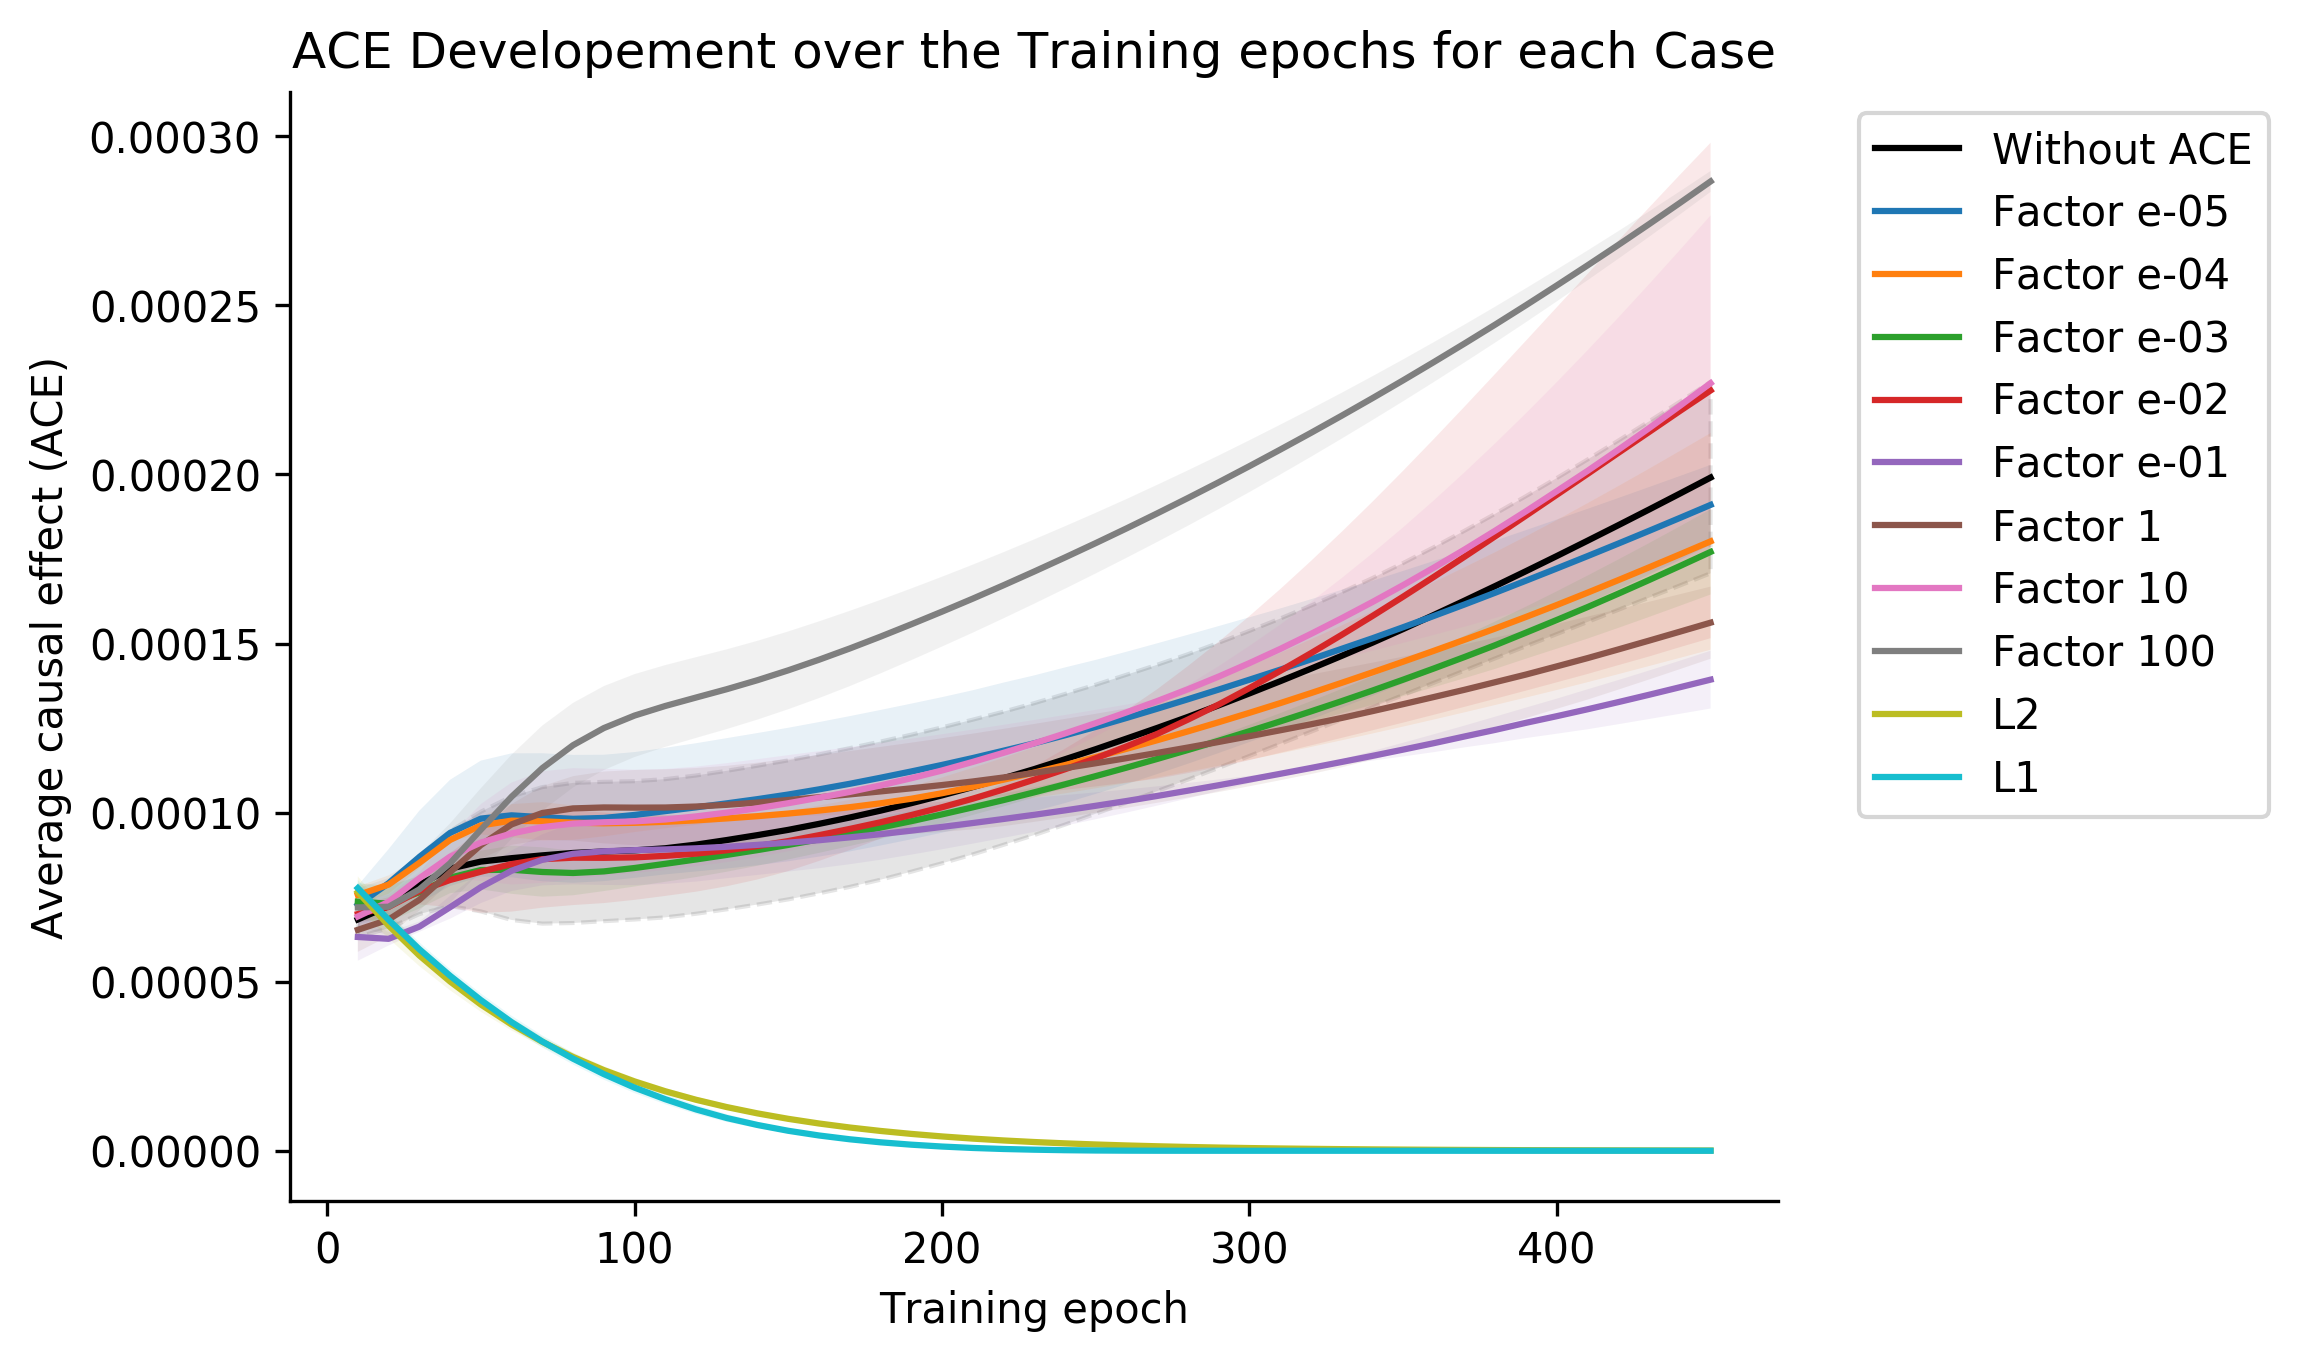 ACE Developement over the Training epochs for each Case
Average causal effect (ACE)
0.00030
0.00025
0.00020
0.00015
0.00010
0.00005
0.00000
0
100
200
300
400
Training epoch
Without ACE
Factor e-05
Factor e-04
Factor e-03
Factor e-02
Factor e-01
Factor 1
Factor 10
Factor 100
L2
L1